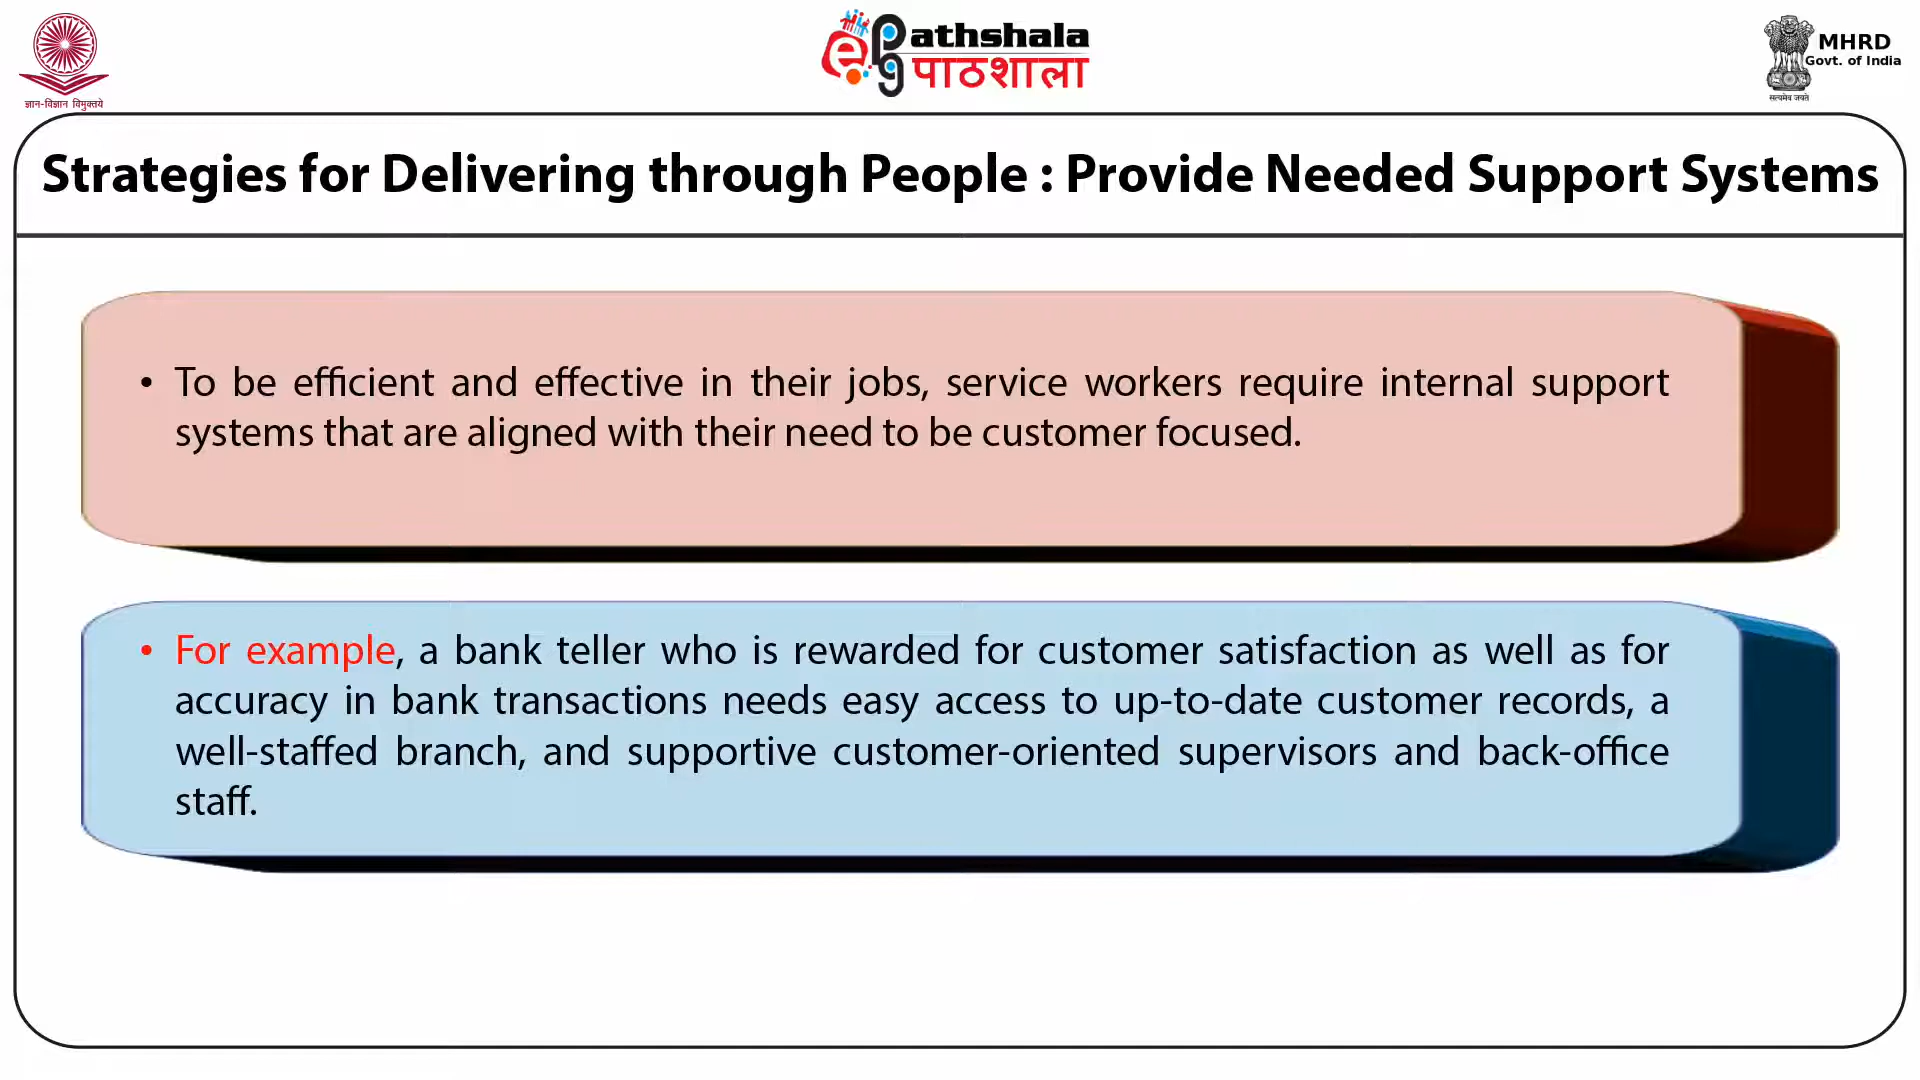 ज्ञान-विज्ञान विमुक्तये
ePathshala
पाठशाला
MHRD
Govt. of India
सत्यमेव जयते
Strategies for Delivering through People : Provide Needed Support Systems
• To be efficient and effective in their jobs, service workers require internal support
systems that are aligned with their need to be customer focused.
• For example, a bank teller who is rewarded for customer satisfaction as well as for
accuracy in bank transactions needs easy access to up-to-date customer records, a
well-staffed branch, and supportive customer-oriented supervisors and back-office
staff.